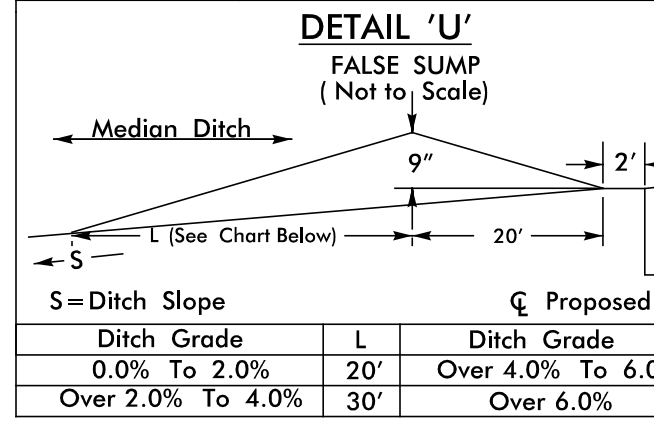 DETAIL 'U'
FALSE SUMP
( Not to Scale)
Median Ditch
9"
2'
L (See Chart Below)
20'
S
S=Ditch Slope
℄ Proposed
Ditch Grade L Ditch Grade
0.0% To 2.0% 20' Over 4.0% To 6.0
Over 2.0% To 4.0% 30' Over 6.0%